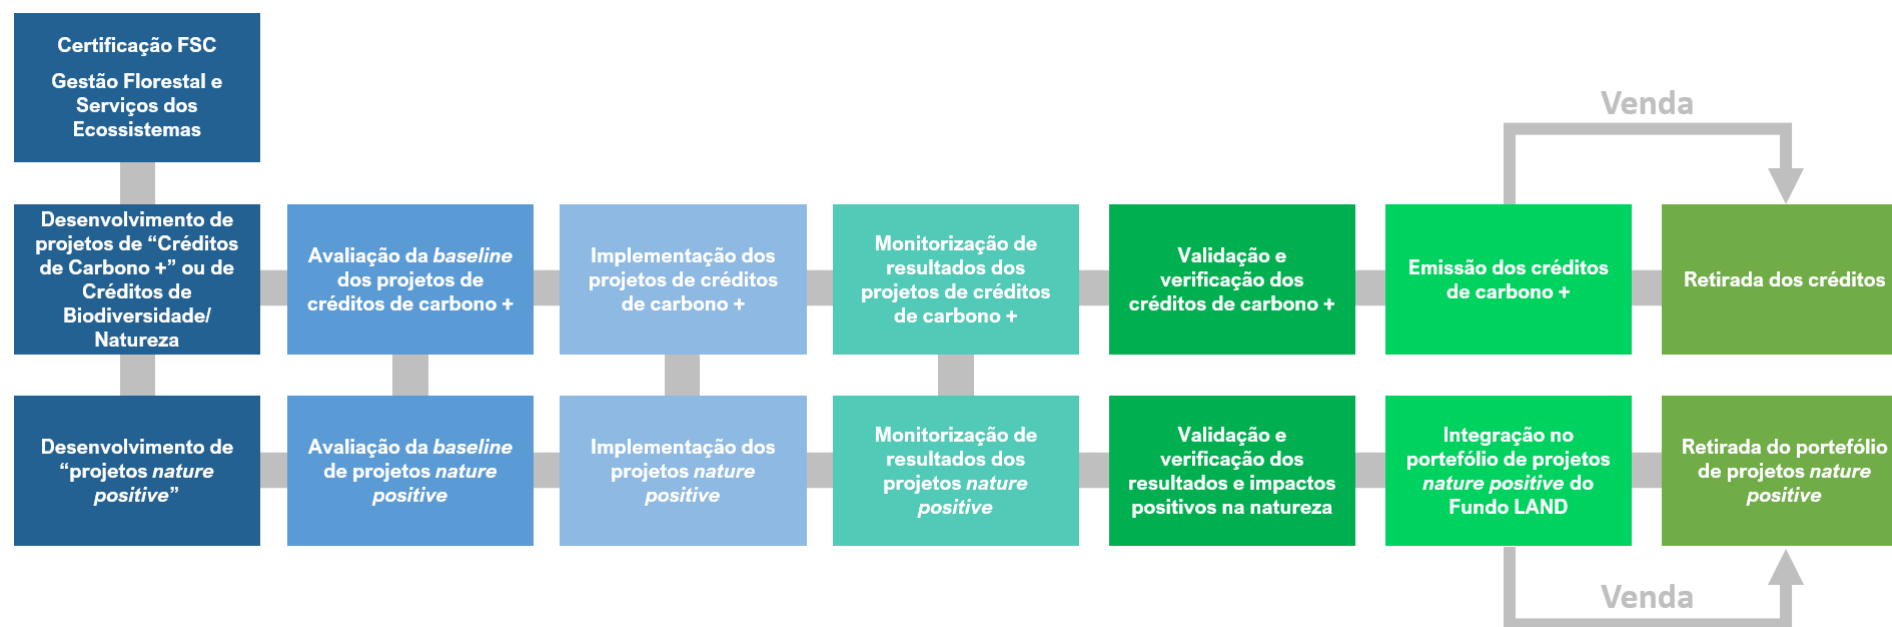 Certificação FSC
Gestão Florestal e
Serviços dos
Ecossistemas
Venda
Desenvolvimento de
projetos de “Créditos
de Carbono +” ou de
Créditos de
Biodiversidade/
Natureza
Avaliação da baseline
dos projetos de
créditos de carbono +
Implementação dos
projetos de créditos
de carbono +
Monitorização de
resultados dos
projetos de créditos
de carbono +
Validação e
verificação dos
créditos de carbono +
Emissão dos créditos
de carbono +
Retirada dos créditos
Desenvolvimento de
“projetos nature
positive”
Avaliação da baseline
de projetos nature
positive
Implementação dos
projetos nature
positive
Monitorização de
resultados dos
projetos nature
positive
Validação e
verificação dos
resultados e impactos
positivos na natureza
Integração no
portefólio de projetos
nature positive do
Fundo LAND
Retirada do portefólio
de projetos nature
positive
Venda